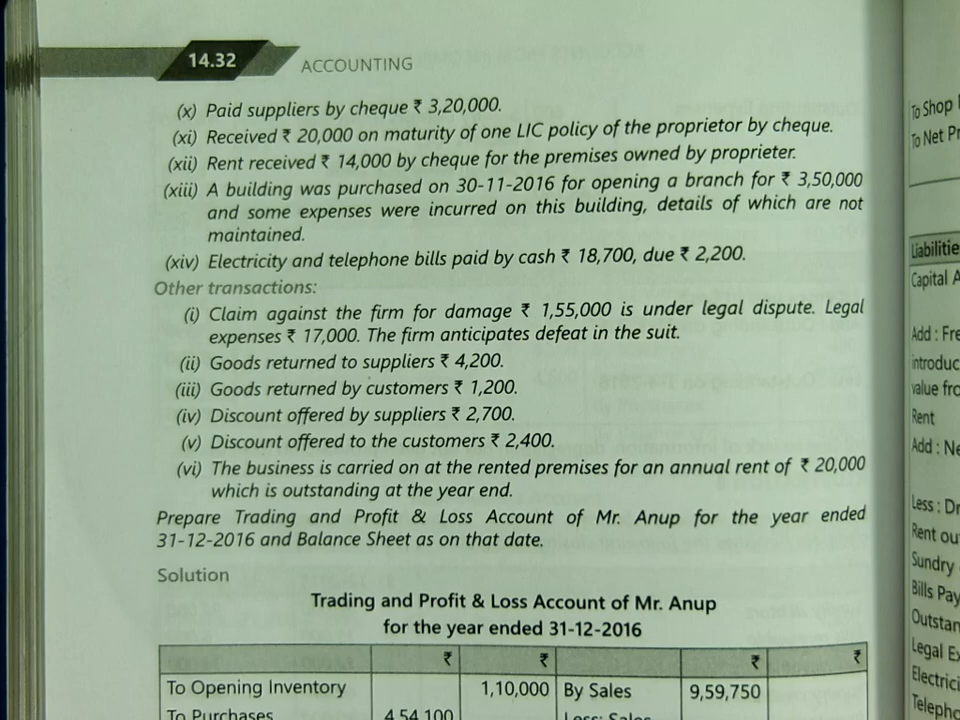 14.32 ACCOUNTING
(x) Paid suppliers by cheque ₹ 3,20,000.
(xi) Received ₹ 20,000 on maturity of one LIC policy of the proprietor by cheque.
(xii) Rent received ₹ 14,000 by cheque for the premises owned by proprieter.
(xiii) A building was purchased on 30-11-2016 for opening a branch for ₹ 3,50,000
and some expenses were incurred on this building, details of which are not
maintained.
(xiv) Electricity and telephone bills paid by cash ₹ 18,700, due ₹ 2,200.
Other transactions:
(i) Claim against the firm for damage ₹ 1,55,000 is under legal dispute. Legal
expenses ₹ 17,000. The firm anticipates defeat in the suit.
(ii) Goods returned to suppliers ₹ 4,200.
(iii) Goods returned by customers ₹ 1,200.
(iv) Discount offered by suppliers ₹ 2,700.
(v) Discount offered to the customers ₹ 2,400.
(vi) The business is carried on at the rented premises for an annual rent of ₹ 20,000
which is outstanding at the year end.
Prepare Trading and Profit & Loss Account of Mr. Anup for the year ended
31-12-2016 and Balance Sheet as on that date.
Solution
Trading and Profit & Loss Account of Mr. Anup
for the year ended 31-12-2016
₹ ₹ ₹ ₹
To Opening Inventory 1,10,000 By Sales 9,59,750
To Purchases 4,54,100 Less: Sales
To Shop
To Net
Capital
Add : Fre
introduc
value fro
Rent
Add : Ne
Less : Dr
Rent ou
Sundry
Bills Pay
Outstan
Legal Ex
Electrici
Telepho